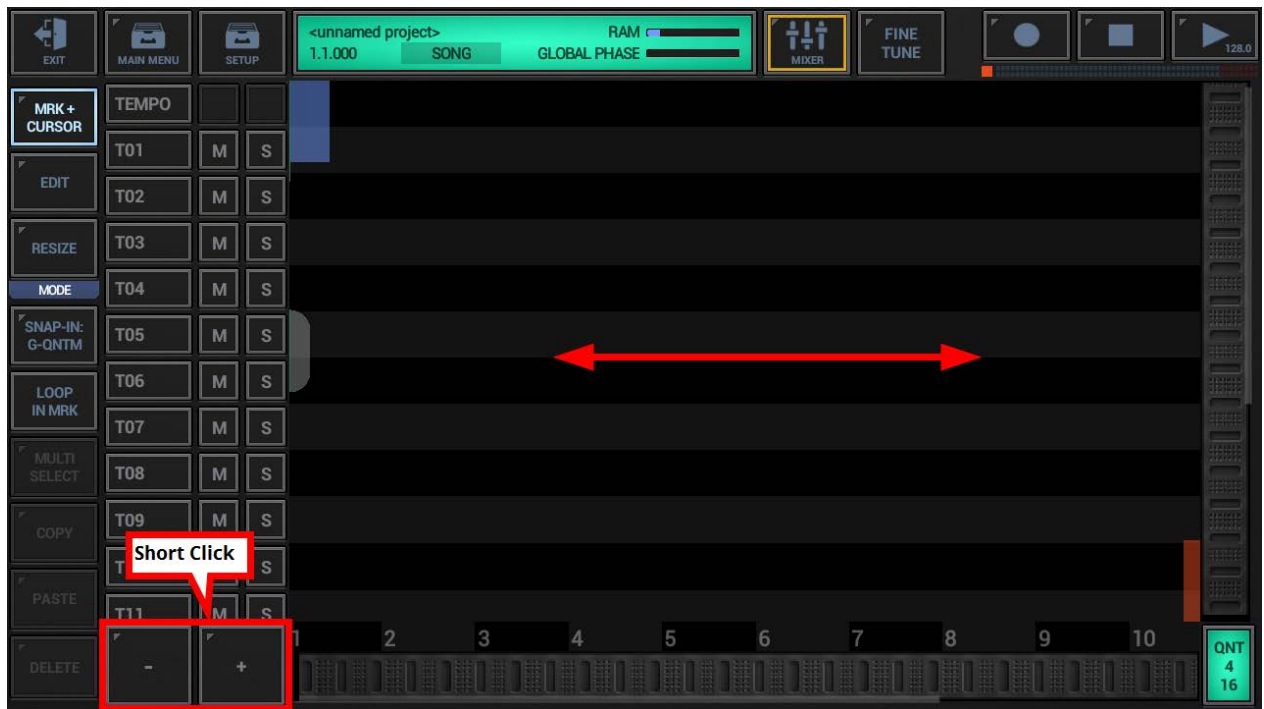 EXIT
MAIN MENU
SETUP
<unnamed project>
RAM
1.1.000
SONG
GLOBAL PHASE
MIXER
FINE
TUNE
128.0
MRK +
CURSOR
EDIT
RESIZE
MODE
SNAP-IN:
G-QNTM
LOOP
IN MRK
MULTI
SELECT
COPY
PASTE
DELETE
TEMPO
T01 M S
T02 M S
T03 M S
T04 M S
T05 M S
T06 M S
T07 M S
T08 M S
T09 M S
Short Click
S
T11 M S
- +
1 2 3 4 5 6 7 8 9 10
QNT
4
16